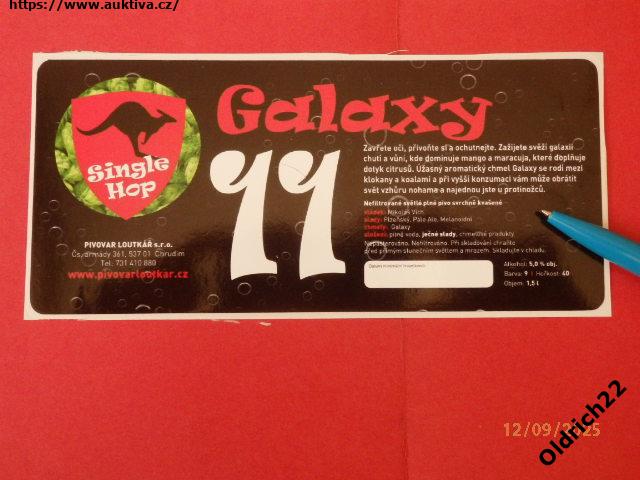 https://www.auktiva.cz/
Galaxy
Single
Hop
11
Zavřete oči, přivoňte si a ochutnejte. Zažijete svěží galaxii
chutí a vůní, kde dominuje mango a maracuja, které doplňuje
dotyk citrusů. Úžasný aromatický chmel Galaxy se rodí mezi
klokany a koalami a při vyšší konzumaci vám může obrátit
svět vzhůru nohama a najednou jste u protinožců.
Nefiltrované světlé plné pivo svrchně kvašené
sládek: Mikoláš Vích
slady: Plzeňský, Pale Ale, Melanoidní
chmely: Galaxy
složení: pitná voda, ječné slady, chmelové produkty
Nepasterováno. Nefiltrováno. Při skladování chraňte
před přímým slunečním světlem a mrazem. Skladujte v chladu.
Alkohol: 5,0 % obj.
Barva: 9 | Hořkost: 40
Objem: 1,5 l
PIVOVAR LOUTKÁŘ s.r.o.
Čs. armády 361, 537 01 Chrudim
Tel.: 731 410 880
www.pivovarloutkar.cz
12/09/2025
Oldrich22